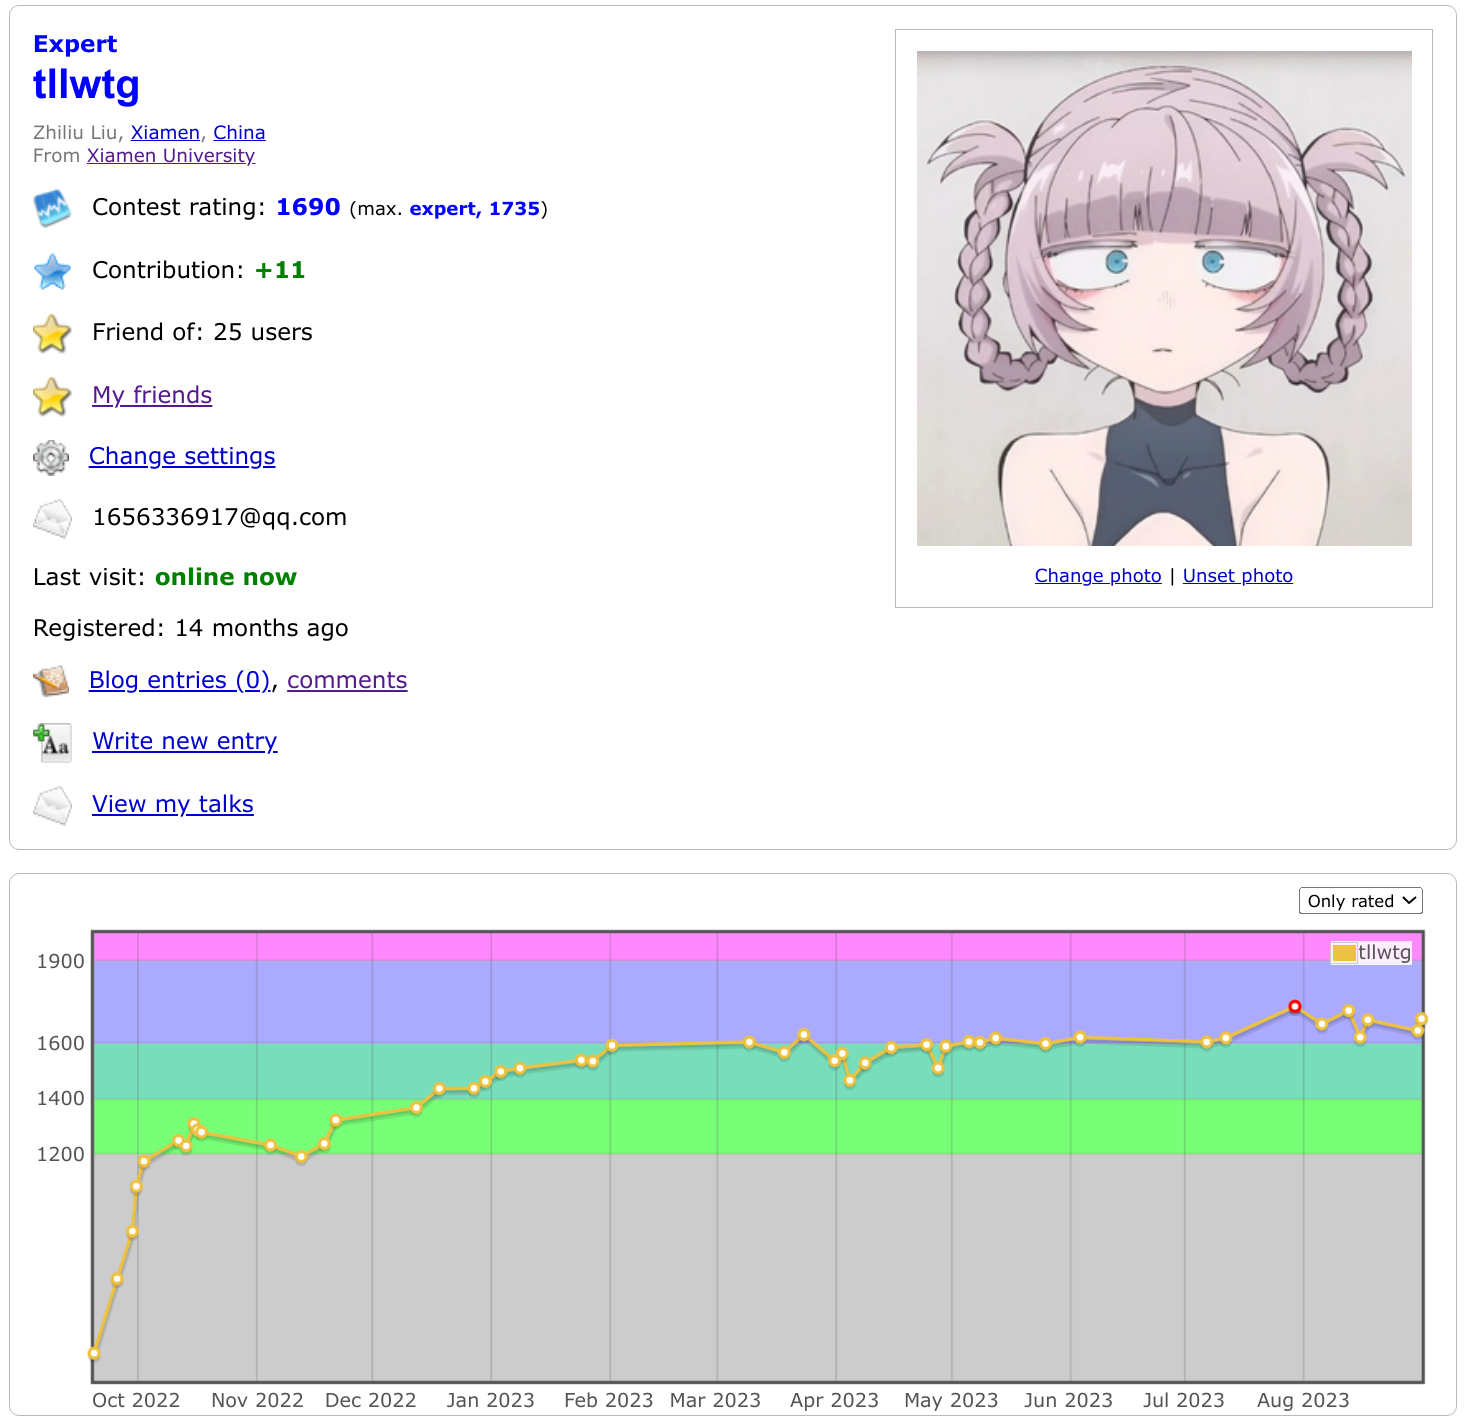 Expert
tllwtg
Zhiliu Liu, Xiamen, China
From Xiamen University
Contest rating: 1690 (max. expert, 1735)
Contribution: +11
Friend of: 25 users
My friends
Change settings
1656336917@qq.com
Last visit: online now
Registered: 14 months ago
Blog entries (0), comments
Aa
Write new entry
View my talks
Change photo | Unset photo
Only rated
tllwtg
1900
1600
1400
1200
Oct 2022 Nov 2022 Dec 2022 Jan 2023 Feb 2023 Mar 2023 Apr 2023 May 2023 Jun 2023 Jul 2023 Aug 2023